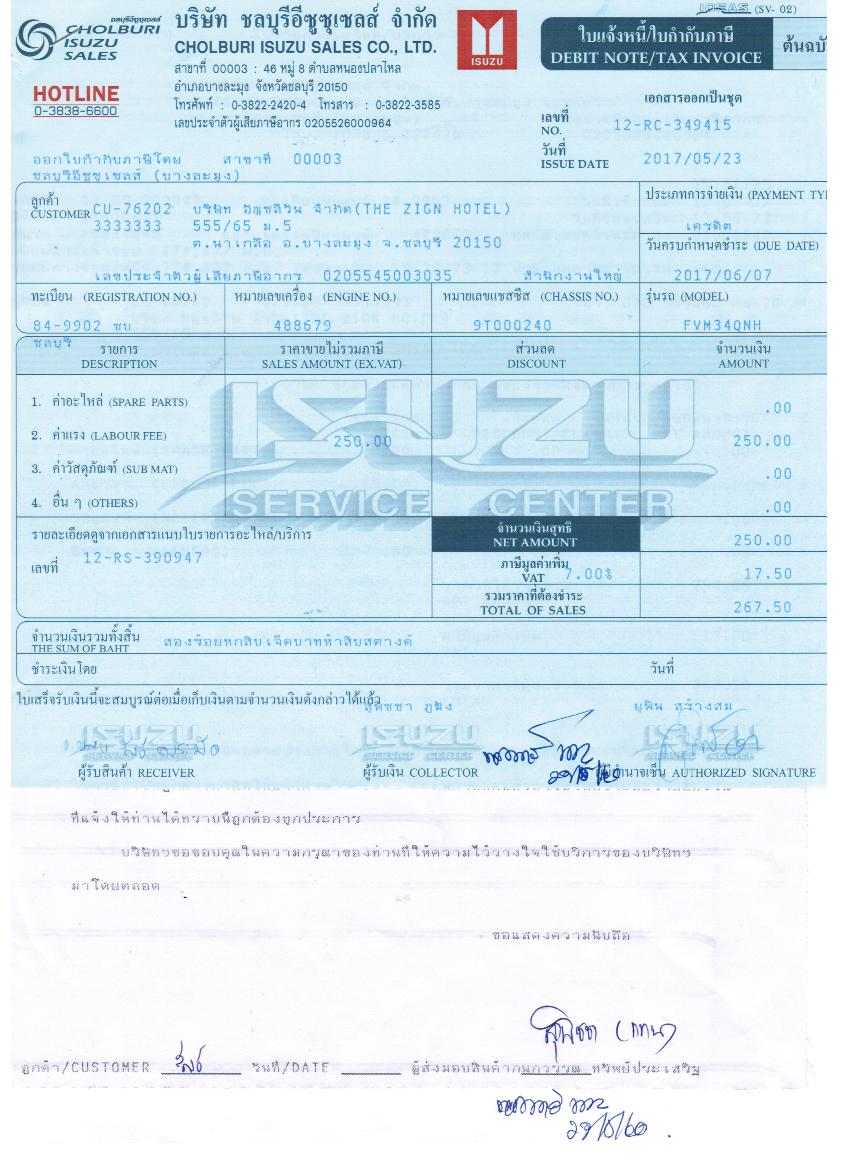 IDEAS (SV- 02)
ชลบุรีอีซูซุเซลส์
CHOLBURI
ISUZU
SALES
บริษัท ชลบุรีอีซูซุเซลส์ จำกัด
CHOLBURI ISUZU SALES CO., LTD.
สาขาที่ 00003 : 46 หมู่ 8 ตำบลหนองปลาไหล
อำเภอบางละมุง จังหวัดชลบุรี 20150
โทรศัพท์ : 0-3822-2420-4 โทรสาร : 0-3822-3585
เลขประจำตัวผู้เสียภาษีอากร 0205526000964
HOTLINE
0-3838-6600
ISUZU
ใบแจ้งหนี้/ใบกำกับภาษี
DEBIT NOTE/TAX INVOICE
ต้นฉบั
เอกสารออกเป็นชุด
เลขที่
NO. 12-RC-349415
วันที่
ISSUE DATE 2017/05/23
ออกใบกำกับภาษีโดย สาขาที่ 00003
ชลบุรีอีซูซุเซลส์ (บางละมุง)
ลูกค้า
CUSTOMER CU-76202 บริษัท อัญชลีวัน จำกัด(THE ZIGN HOTEL)
3333333 555/65 ม.5
ต.นาเกลือ อ.บางละมุง จ.ชลบุรี 20150
เลขประจำตัวผู้เสียภาษีอากร 0205545003035 สำนักงานใหญ่
ประเภทการจ่ายเงิน (PAYMENT TYP
เครดิต
วันครบกำหนดชำระ (DUE DATE)
2017/06/07
ทะเบียน (REGISTRATION NO.) หมายเลขเครื่อง (ENGINE NO.) หมายเลขแชสซีส (CHASSIS NO.) รุ่นรถ (MODEL)
84-9902 ชบ 488679 9T000240 FVM34QNH
ชลบุรี
รายการ ราคาขายไม่รวมภาษี ส่วนลด จำนวนเงิน
DESCRIPTION SALES AMOUNT (EX.VAT) DISCOUNT AMOUNT
1. ค่าอะไหล่ (SPARE PARTS) .00
2. ค่าแรง (LABOUR FEE) 250.00 250.00
3. ค่าวัสดุภัณฑ์ (SUB MAT) .00
4. อื่น ๆ (OTHERS) .00
ISUZU
SERVICE CENTER
รายละเอียดดูจากเอกสารแนบใบรายการอะไหล่/บริการ
เลขที่ 12-RS-390947
จำนวนเงินสุทธิ
NET AMOUNT 250.00
ภาษีมูลค่าเพิ่ม
VAT 7.00% 17.50
รวมราคาที่ต้องชำระ
TOTAL OF SALES 267.50
จำนวนเงินรวมทั้งสิ้น
THE SUM OF BAHT สองร้อยหกสิบเจ็ดบาทห้าสิบสตางค์
ชำระเงินโดย วันที่
ใบเสร็จรับเงินนี้จะสมบูรณ์ต่อเมื่อเก็บเงินตามจำนวนเงินดังกล่าวได้แล้ว
ยุพิน สร้างสม
ISUZU ISUZU ISUZU
SERVICE CENTER SERVICE CENTER SERVICE CENTER
ผู้รับสินค้า RECEIVER ผู้รับเงิน COLLECTOR ผู้มีอำนาจเซ็น AUTHORIZED SIGNATURE
ที่แจ้งให้ท่านได้ทราบนี้ถูกต้องทุกประการ
บริษัทฯขอขอบคุณในความกรุณาของท่านที่ให้ความไว้วางใจใช้บริการของบริษัทฯ
มาโดยตลอด
ขอแสดงความนับถือ
ลูกค้า/CUSTOMER วันที่/DATE ผู้ส่งมอบสินค้า ทรัพย์ประเสริฐ